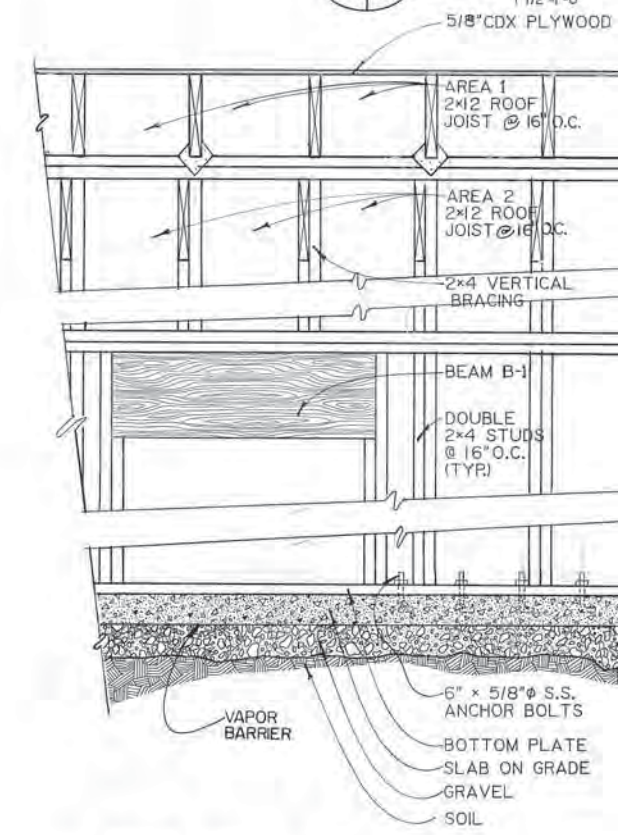 5/8"CDX PLYWOOD
AREA 1
2×12 ROOF
JOIST @ 16" O.C.
AREA 2
2×12 ROOF
JOIST @ 16" O.C.
2×4 VERTICAL
BRACING
BEAM B-1
DOUBLE
2×4 STUDS
@ 16" O.C.
(TYP.)
6" × 5/8"φ S.S.
ANCHOR BOLTS
VAPOR
BARRIER
BOTTOM PLATE
SLAB ON GRADE
GRAVEL
SOIL